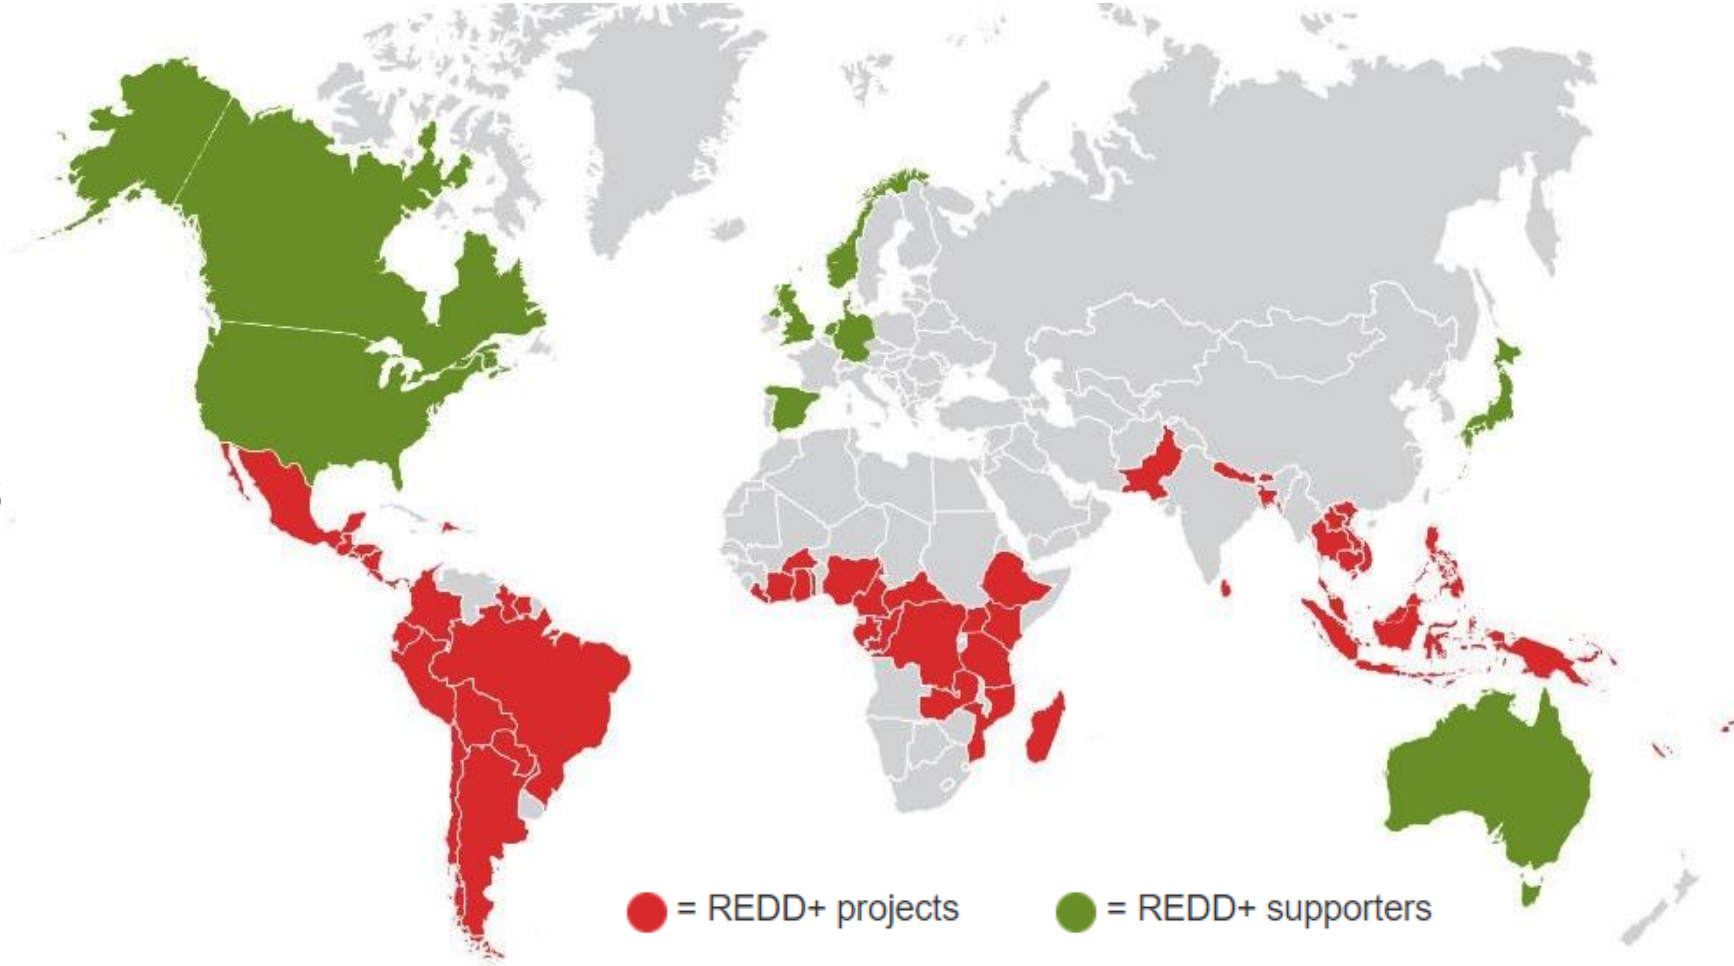 = REDD+ projects
= REDD+ supporters